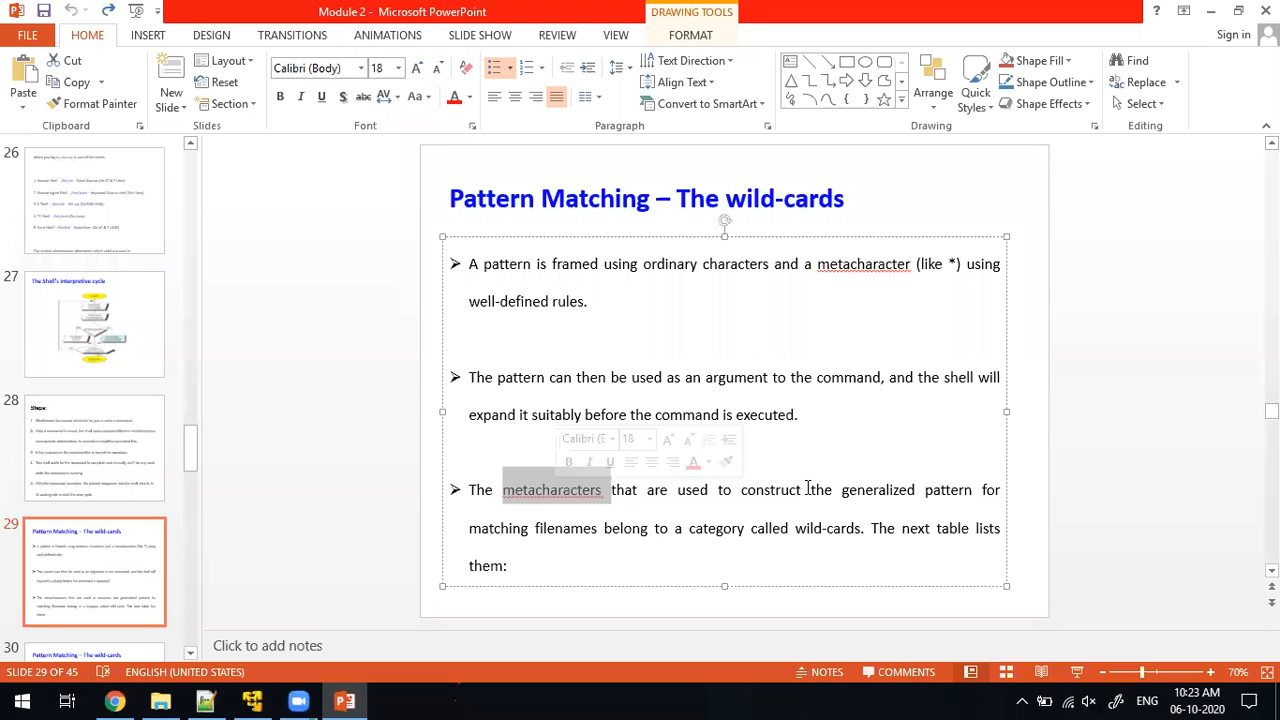 Module 2 - Microsoft PowerPoint
DRAWING TOOLS
?
FILE HOME INSERT DESIGN TRANSITIONS ANIMATIONS SLIDE SHOW REVIEW VIEW FORMAT Sign in
Paste
Cut
Copy
Format Painter
Clipboard
New Slide
Layout
Reset
Section
Slides
Calibri (Body) 18
B I U S abc AV Aa A
Font
Text Direction
Align Text
Convert to SmartArt
Paragraph
Arrange
Quick Styles
Shape Fill
Shape Outline
Shape Effects
Drawing
Find
Replace
Select
Editing
26
27
The Shell's interpretive cycle
28
Steps:
29
Pattern Matching – The wild-cards
30
Pattern Matching – The wild-cards
Pattern Matching – The wild-cards
➢ A pattern is framed using ordinary characters and a metacharacter (like *) using
well-defined rules.
➢ The pattern can then be used as an argument to the command, and the shell will
expand it suitably before the command is executed.
Calibri (E 18
B I U A
➢ The metacharacters that are used to construct the generalized pattern for
matching filenames belong to a category called wild-cards. The next table lists
them:
Click to add notes
SLIDE 29 OF 45 ENGLISH (UNITED STATES) NOTES COMMENTS 70%
ENG
10:23 AM
06-10-2020